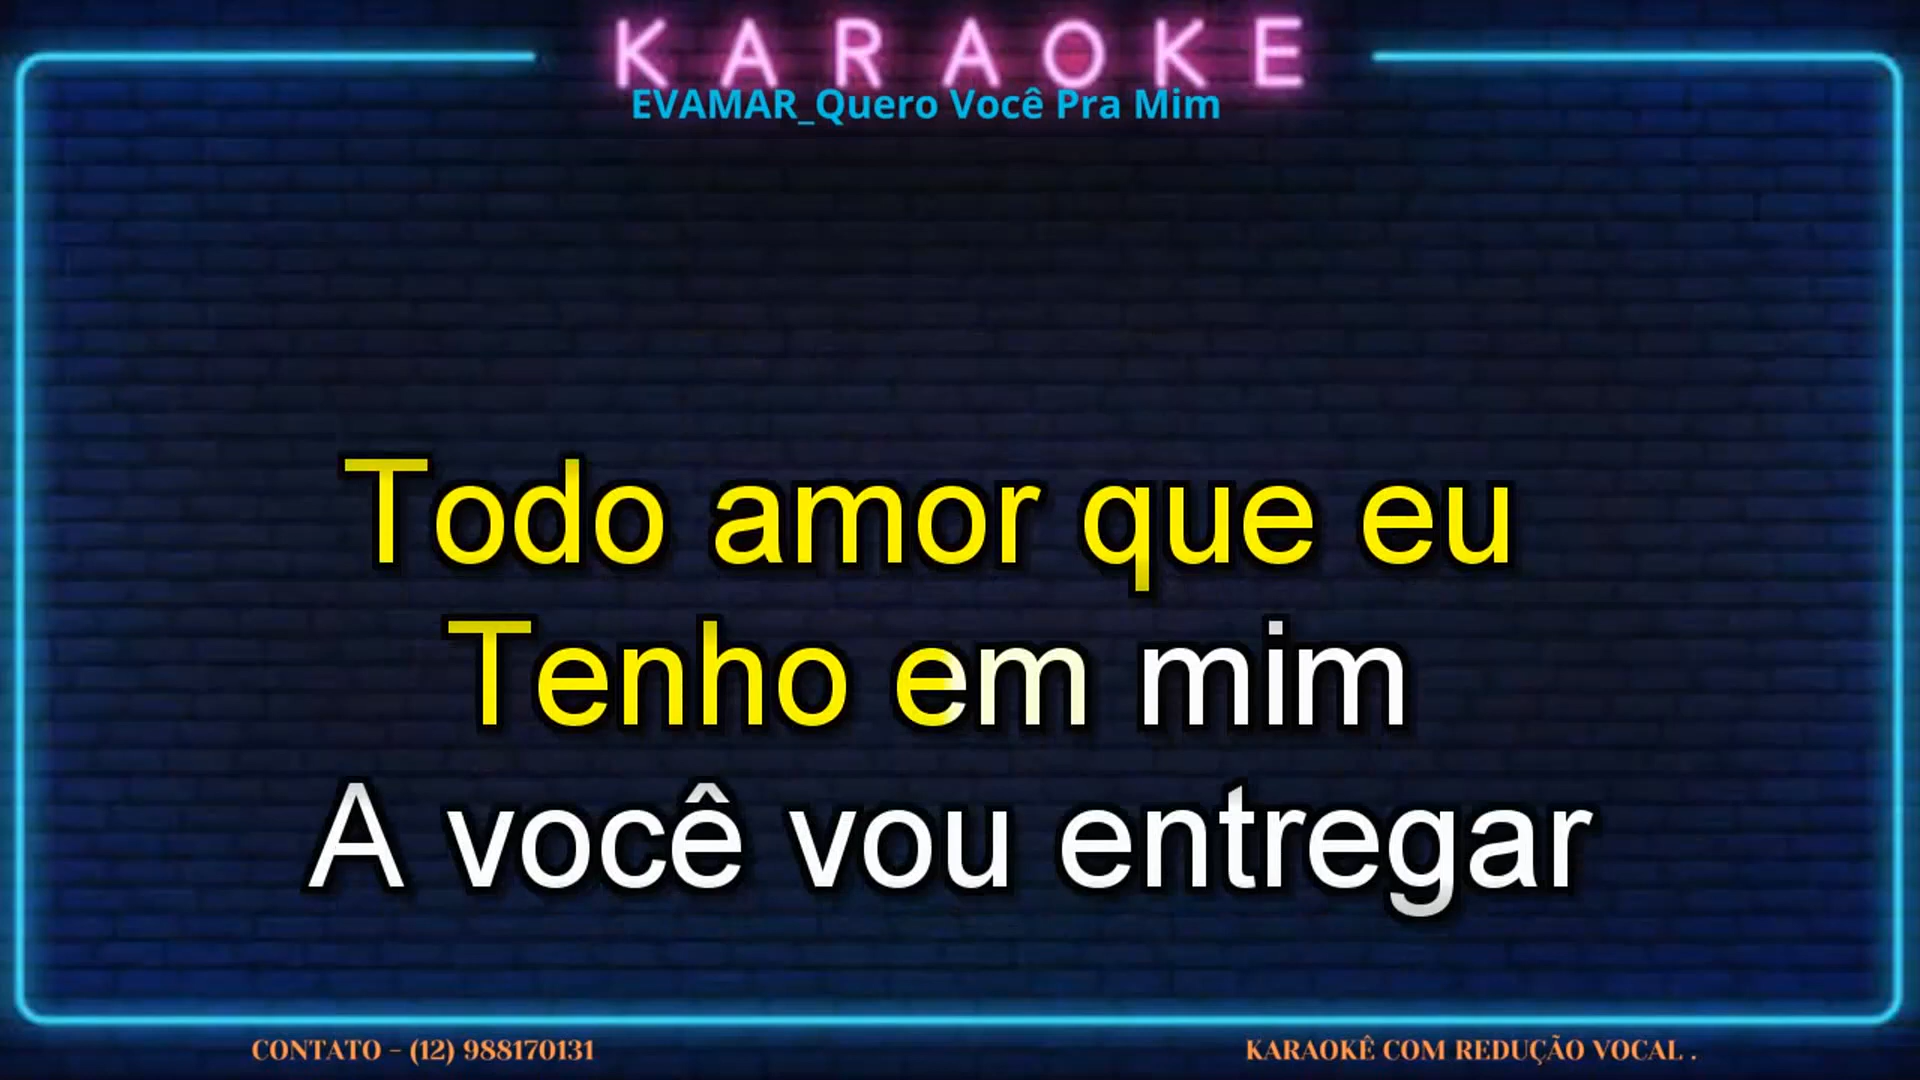 KARAOKE
EVAMAR_Quero Você Pra Mim
Todo amor que eu
Tenho em mim
A você vou entregar
CONTATO - (12) 988170131
KARAOKÊ COM REDUÇÃO VOCAL .